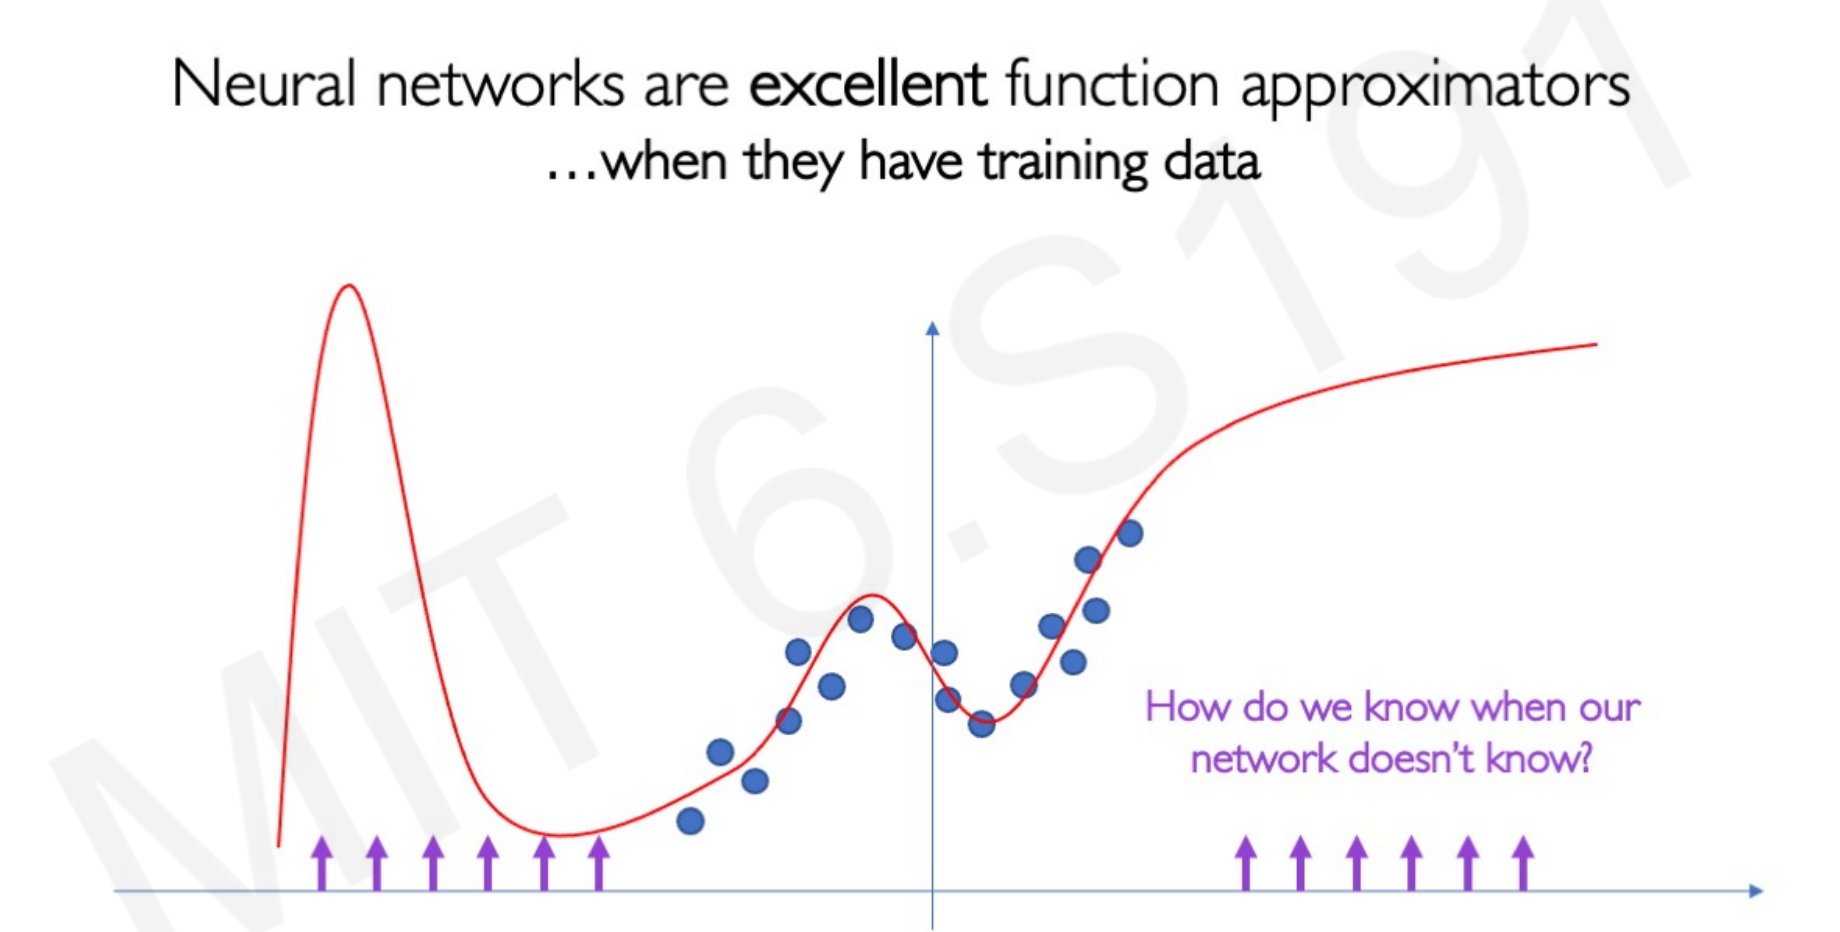 Neural networks are excellent function approximators
...when they have training data
MIT 6.S191
How do we know when our
network doesn't know?